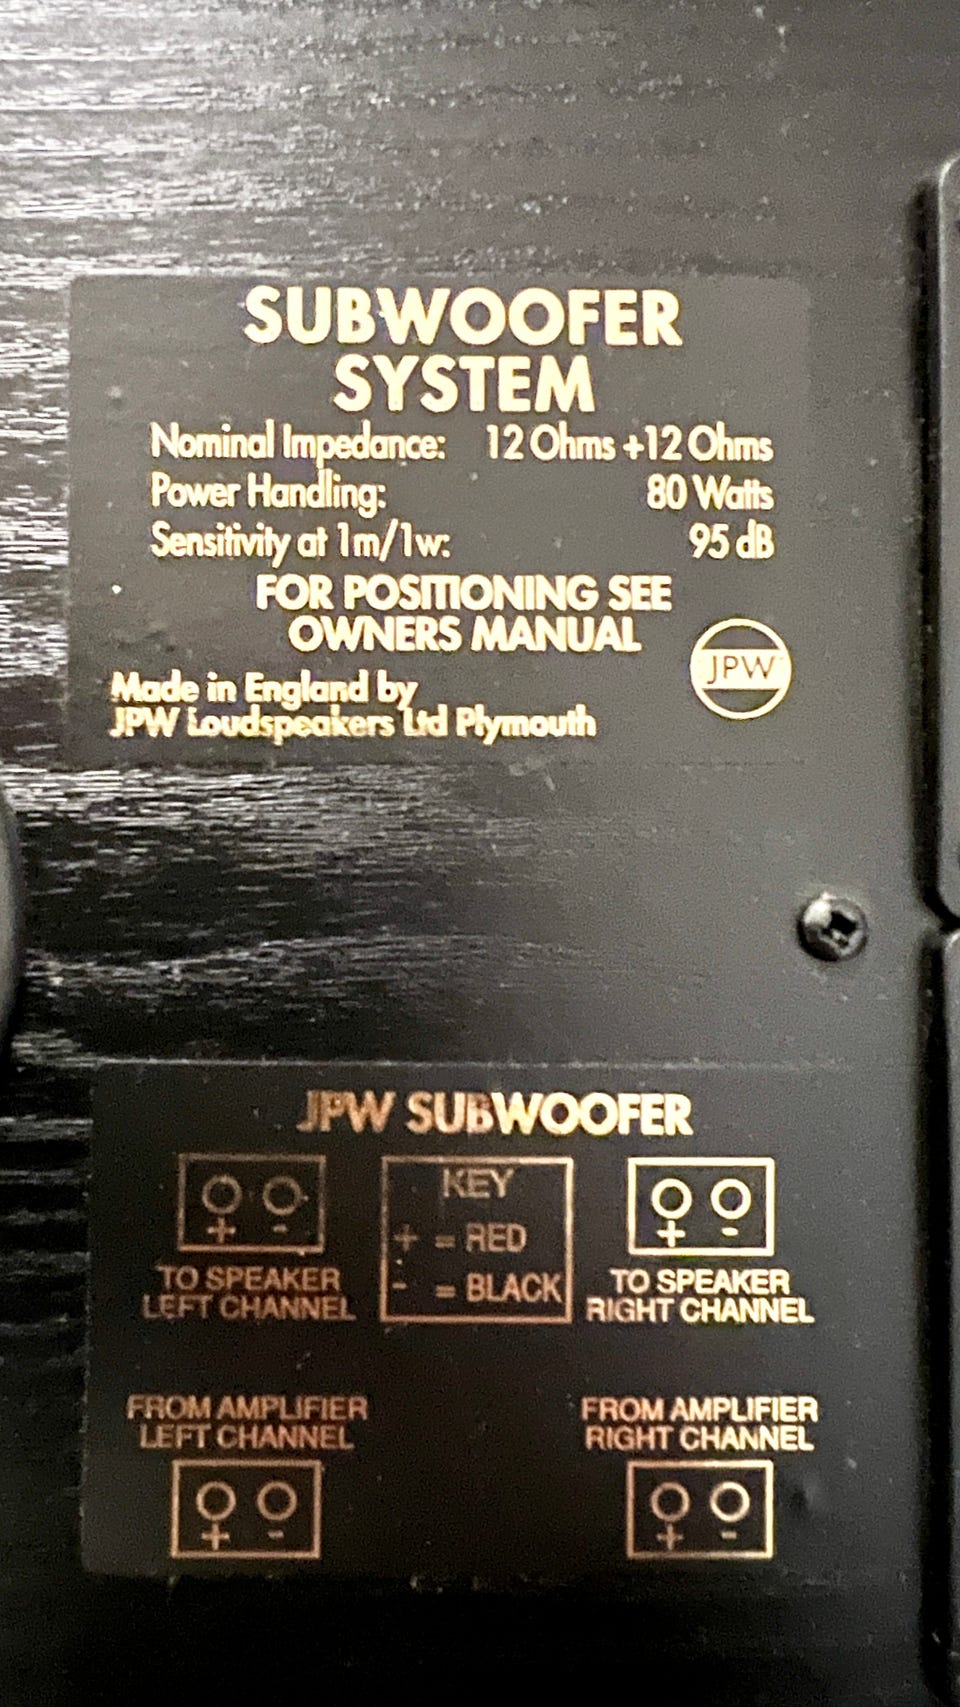 SUBWOOFER
SYSTEM
Nominal Impedance: 12 Ohms +12 Ohms
Power Handling: 80 Watts
Sensitivity at 1m/1w: 95 dB
FOR POSITIONING SEE
OWNERS MANUAL
JPW
Made in England by
JPW Loudspeakers Ltd Plymouth
JPW SUBWOOFER
+ -
TO SPEAKER
LEFT CHANNEL
KEY
+ = RED
- = BLACK
+ -
TO SPEAKER
RIGHT CHANNEL
FROM AMPLIFIER
LEFT CHANNEL
+ -
FROM AMPLIFIER
RIGHT CHANNEL
+ -